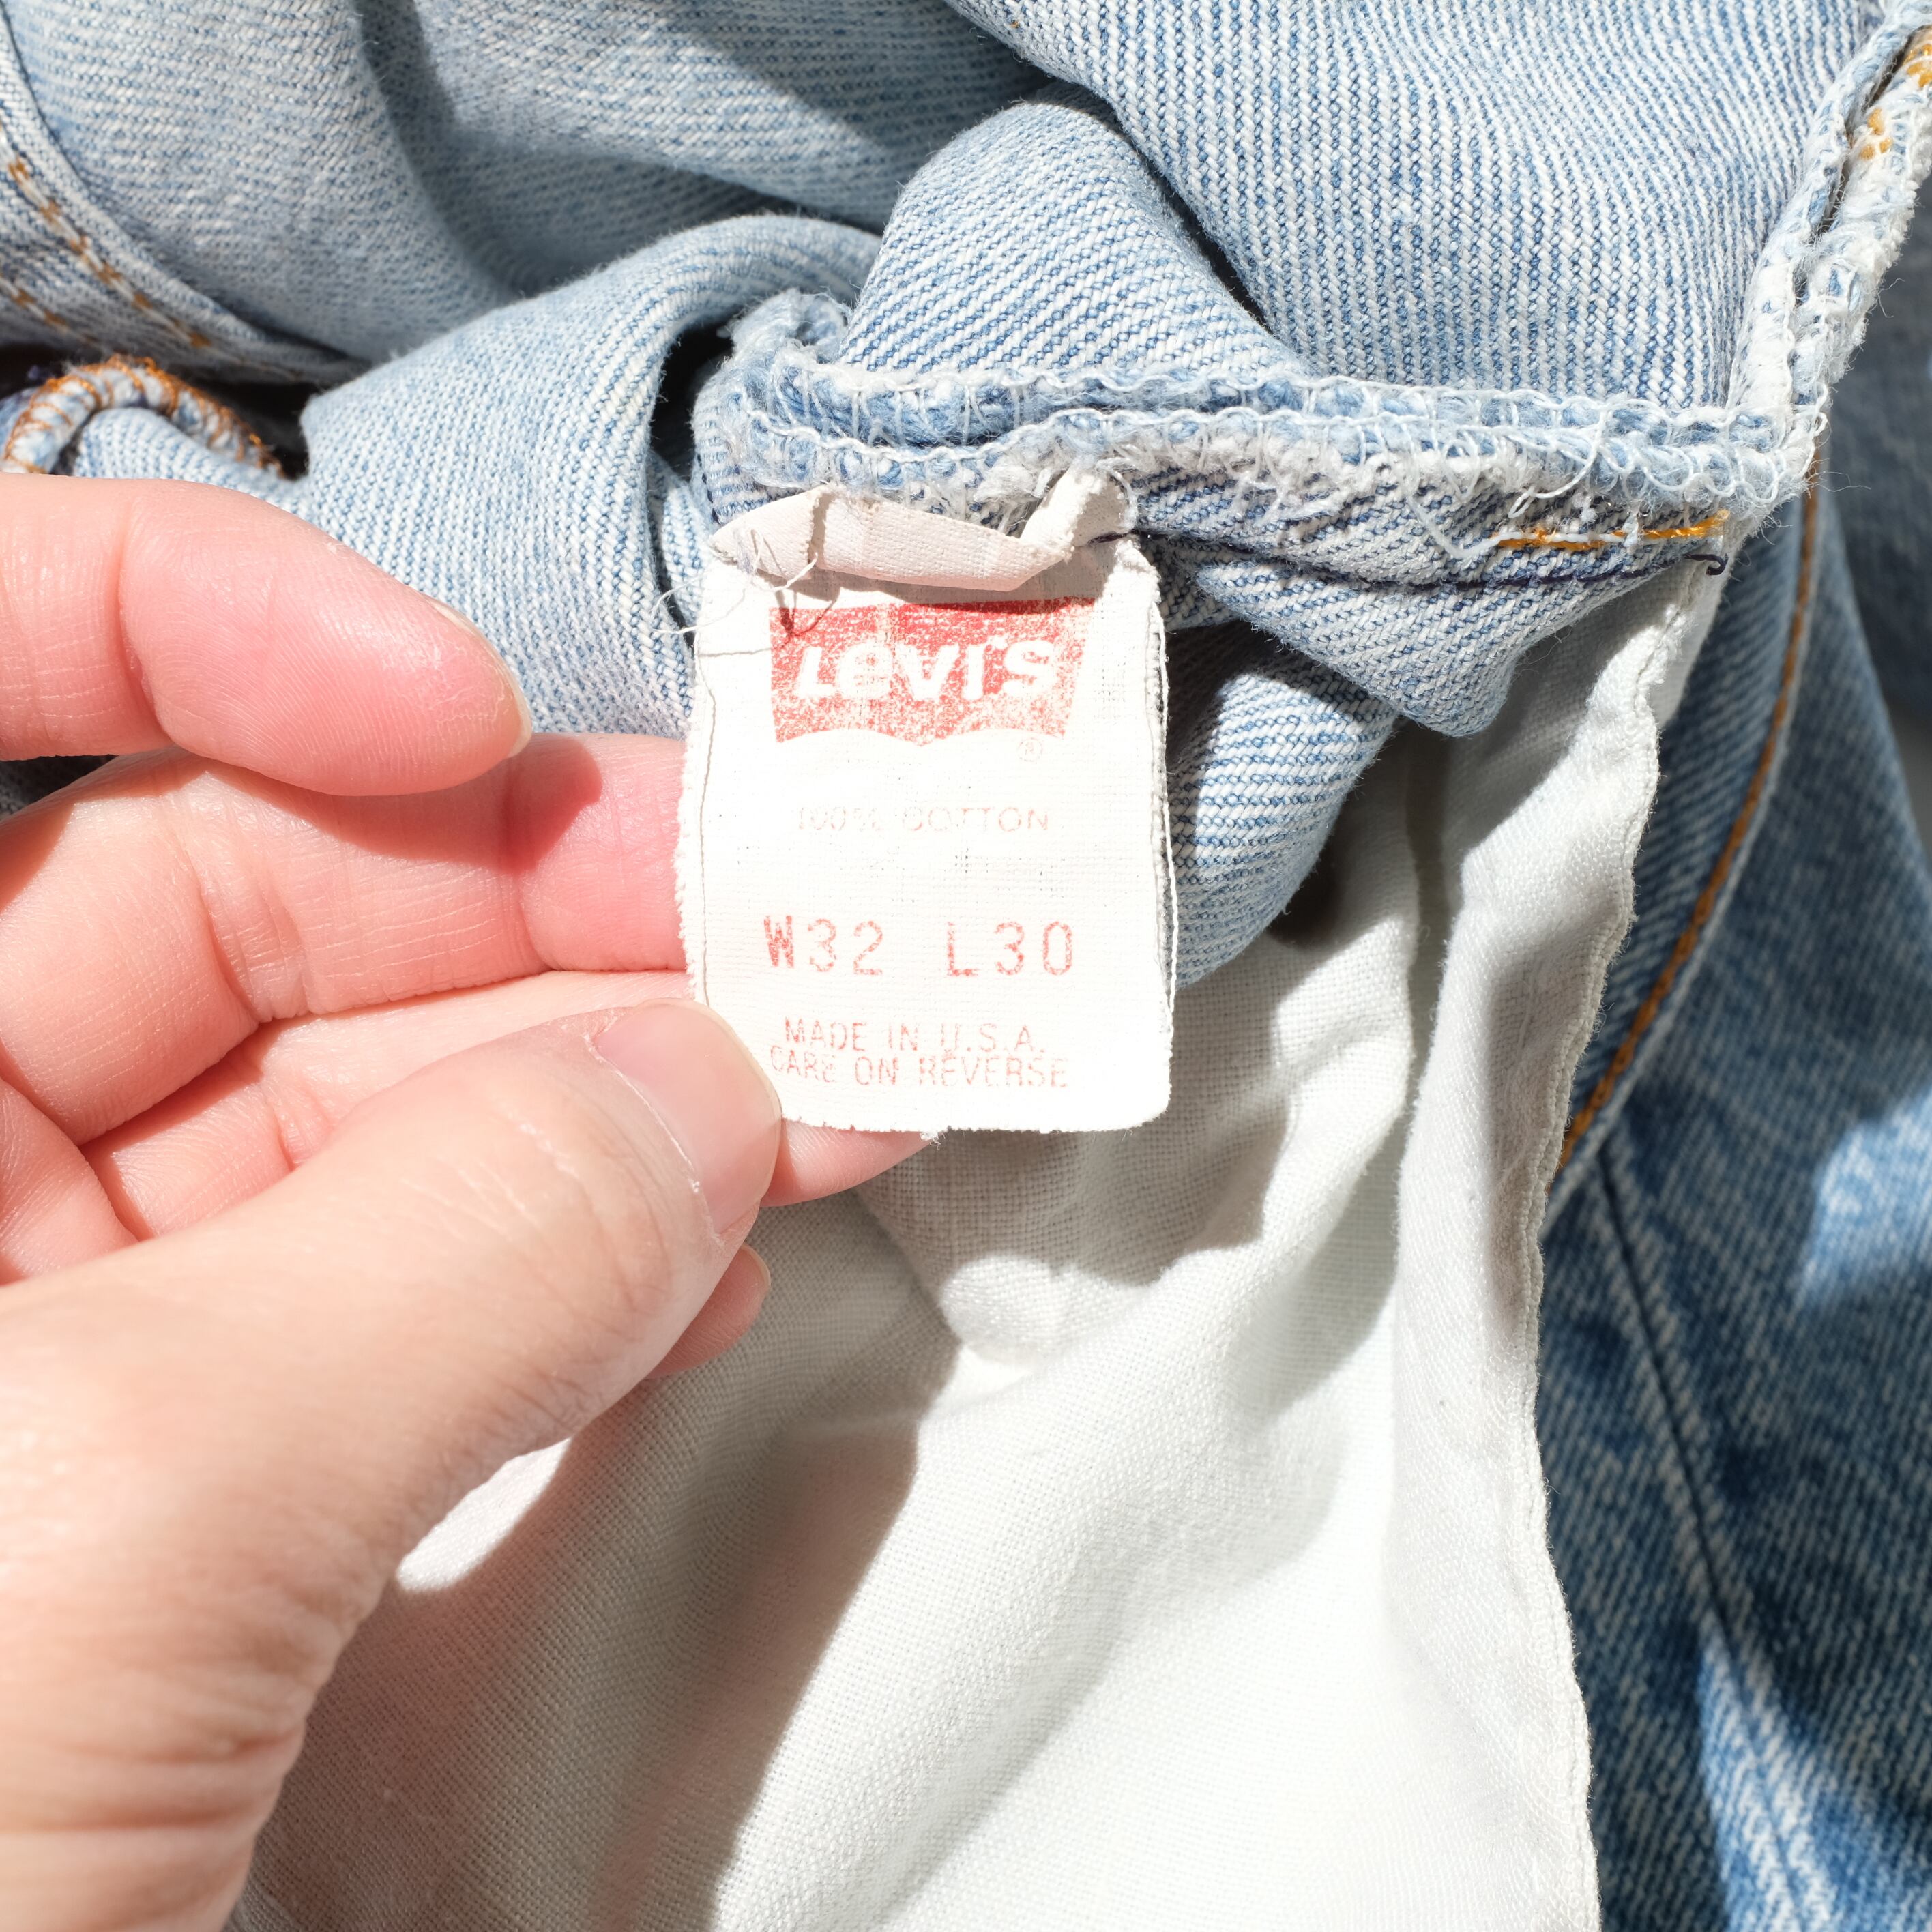 Levi's
®
100% COTTON
W32 L30
MADE IN U.S.A.
CARE ON REVERSE